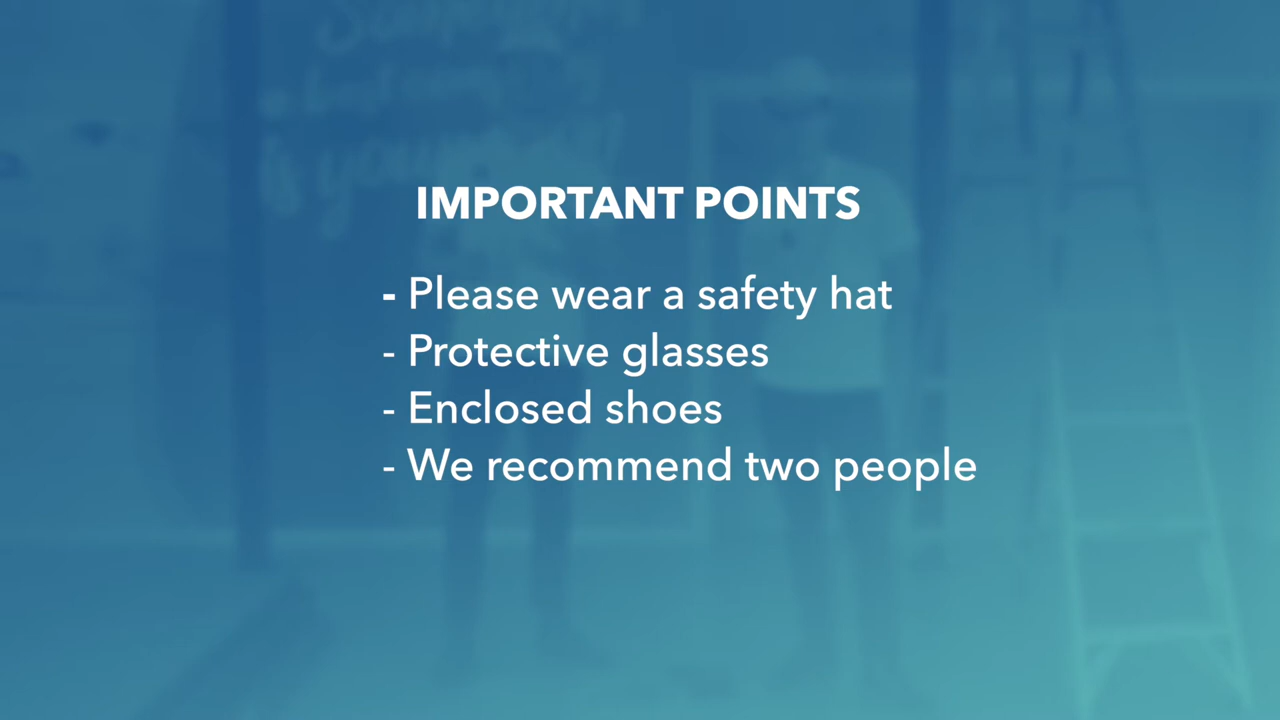 IMPORTANT POINTS
- Please wear a safety hat
- Protective glasses
- Enclosed shoes
- We recommend two people